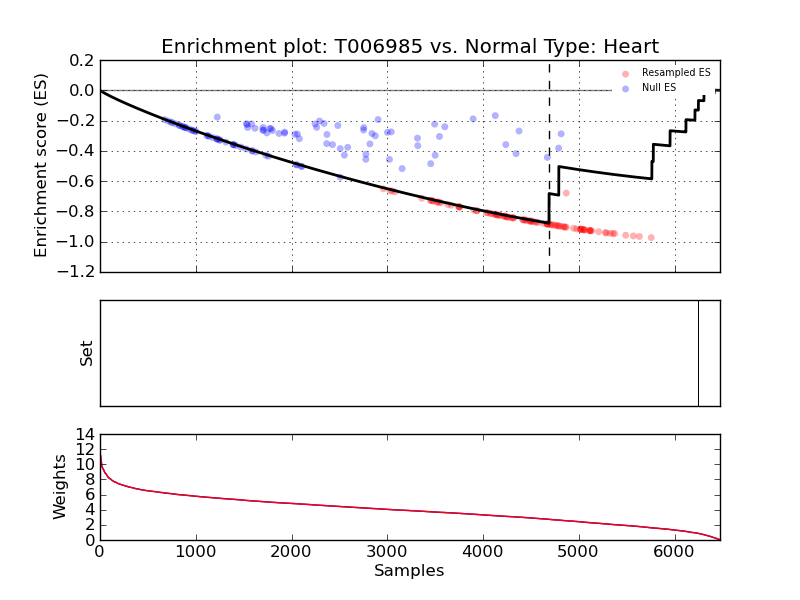 Enrichment plot: T006985 vs. Normal Type: Heart
Enrichment score (ES)
0.2
0.0
−0.2
−0.4
−0.6
−0.8
−1.0
−1.2
Resampled ES
Null ES
Set
Weights
14
12
10
8
6
4
2
0
0 1000 2000 3000 4000 5000 6000
Samples